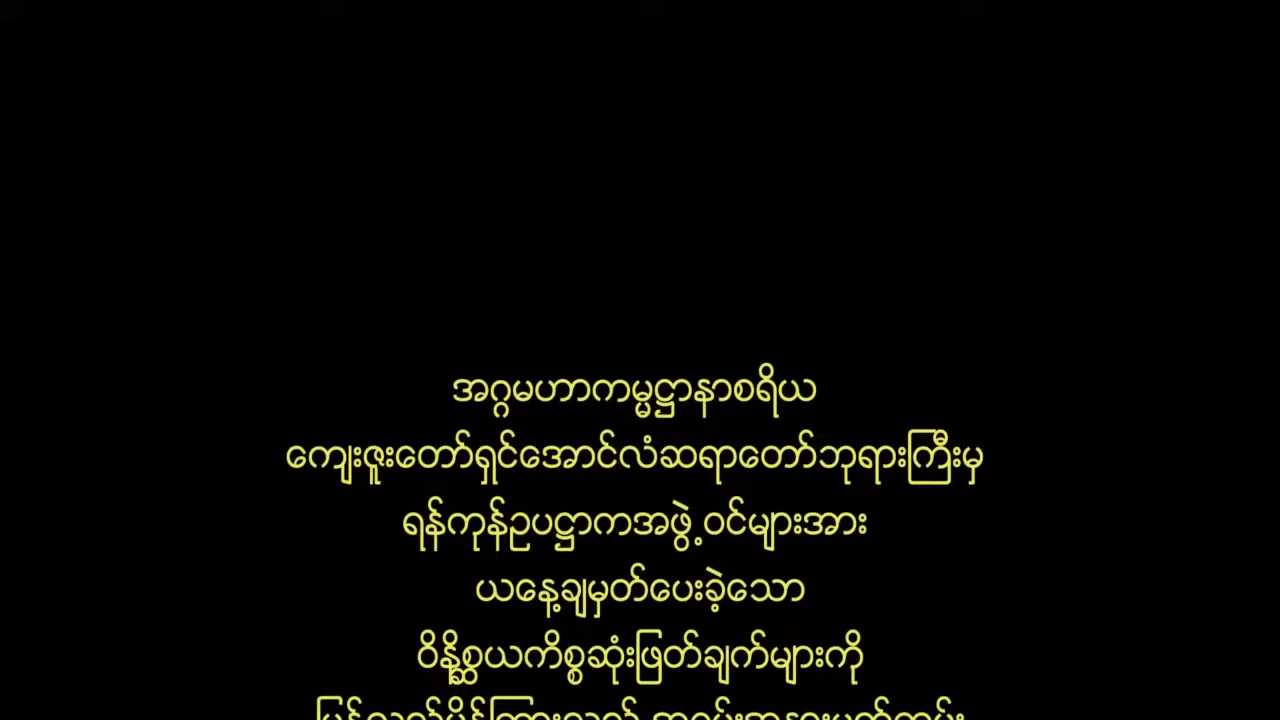 အဂ္ဂမဟာကမ္မဋ္ဌာနာစရိယ
ကျေးဇူးတော်ရှင်အောင်လံဆရာတော်ဘုရားကြီးမှ
ရန်ကုန်ဥပဋ္ဌာကအဖွဲ့ဝင်များအား
ယနေ့ချမှတ်ပေးခဲ့သော
ဝိနိစ္ဆယကိစ္စဆုံးဖြတ်ချက်များကို